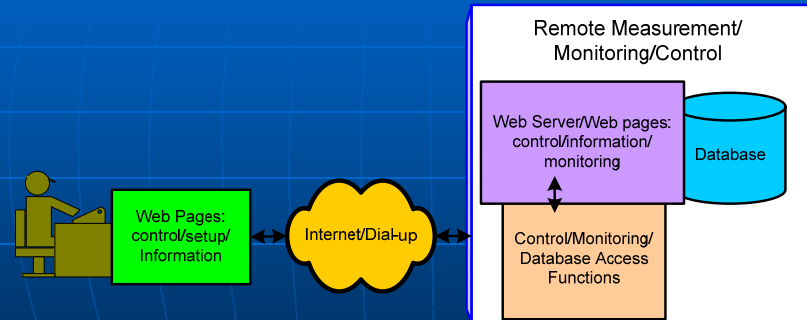 Remote Measurement/
Monitoring/Control
Web Server/Web pages:
control/information/
monitoring
Database
Web Pages:
control/setup/
Information
Internet/Dial-up
Control/Monitoring/
Database Access
Functions